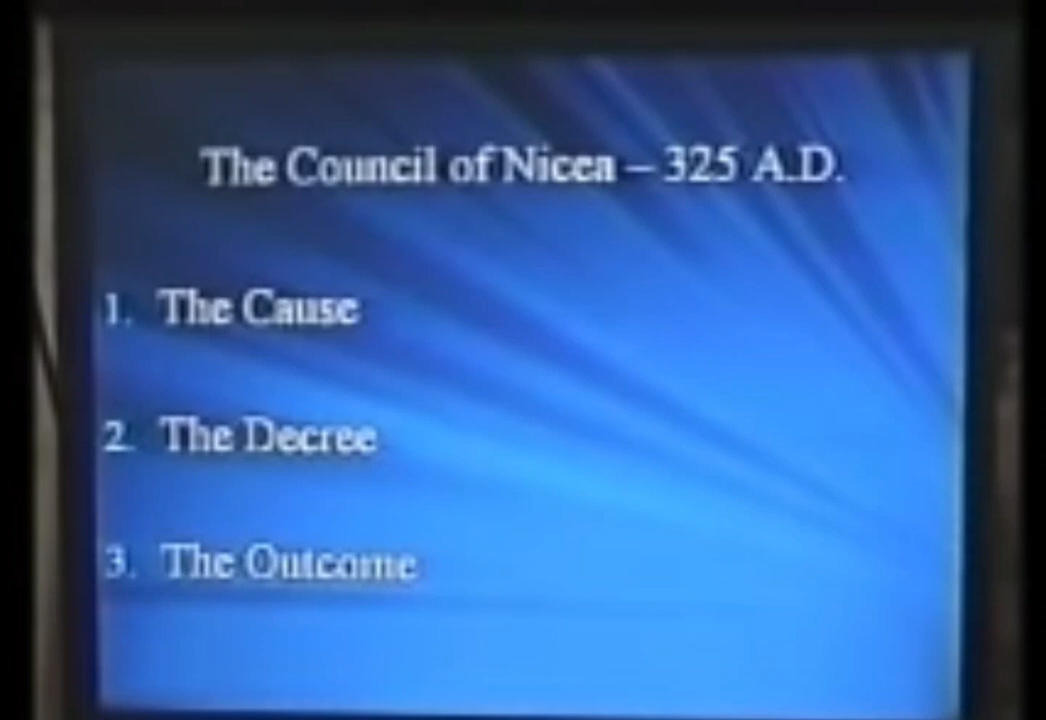 The Council of Nicea – 325 A.D.
1. The Cause
2. The Decree
3. The Outcome